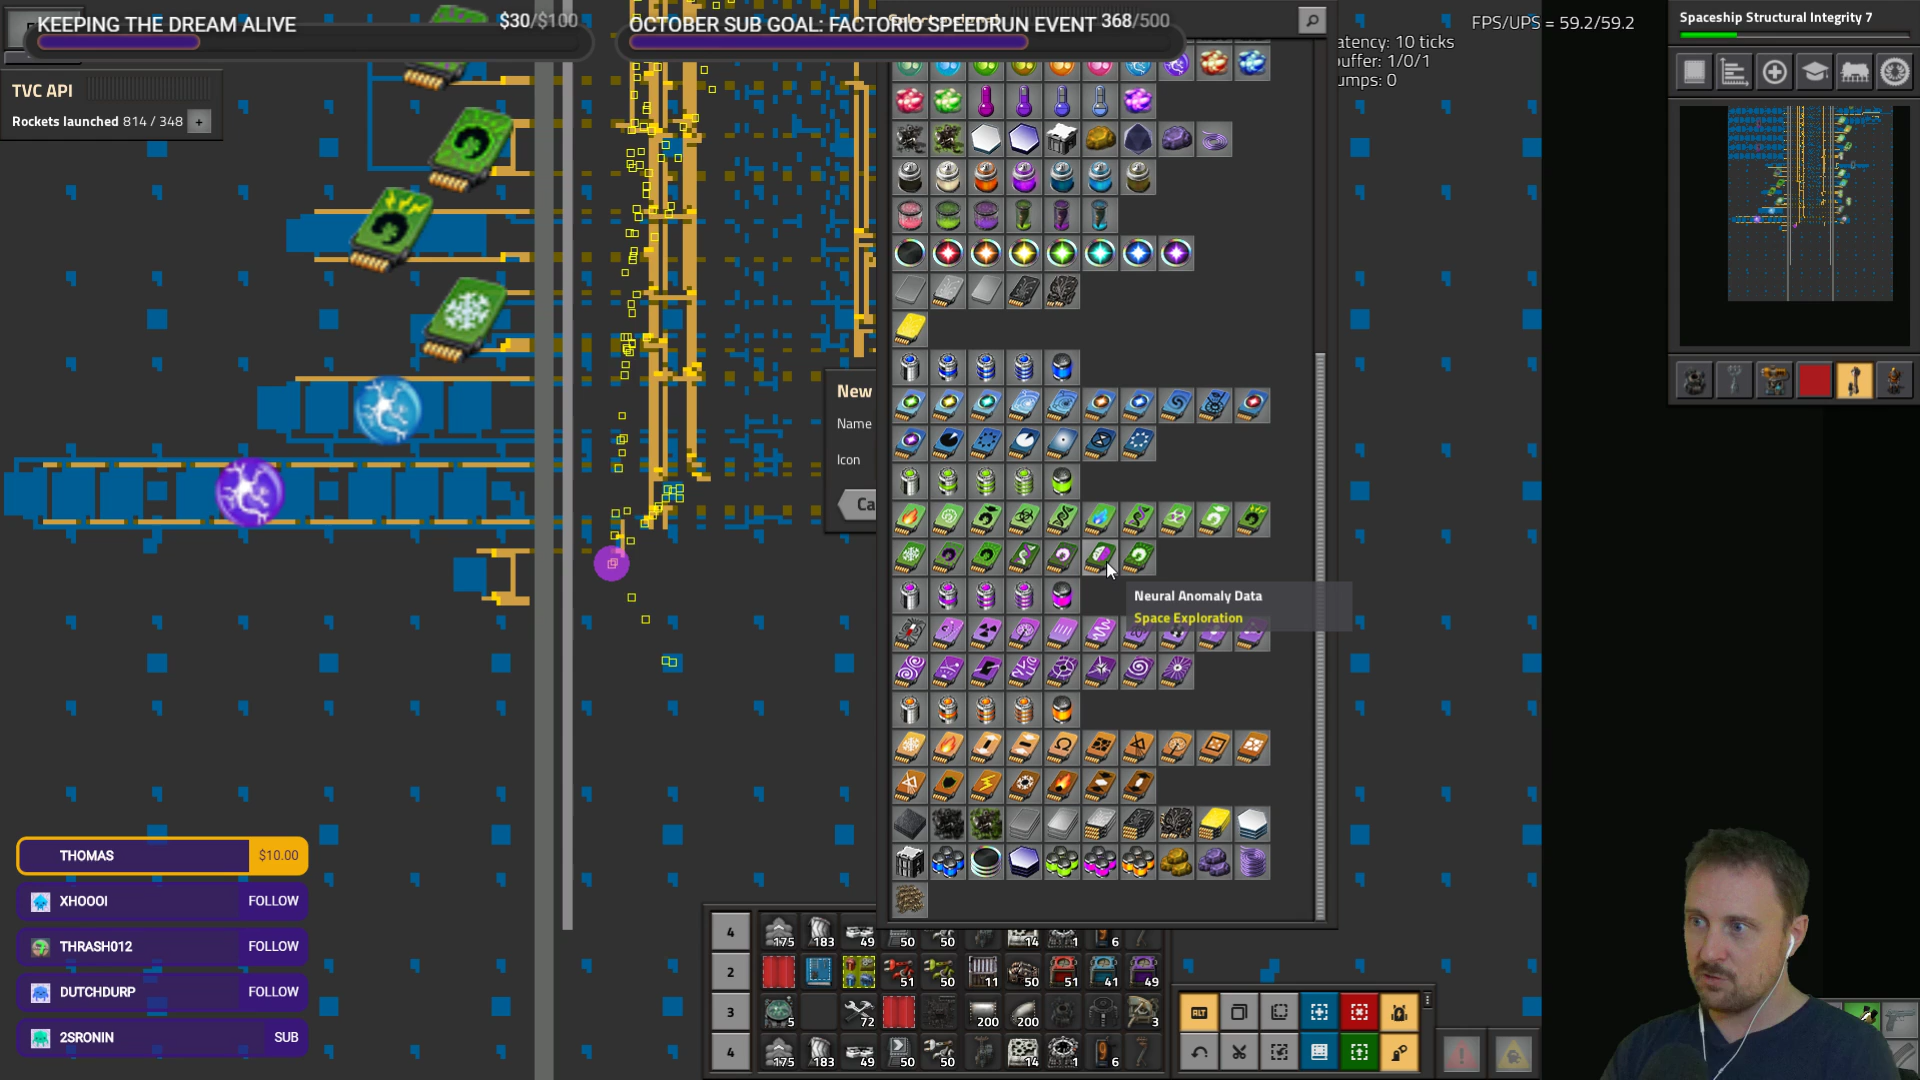 KEEPING THE DREAM ALIVE $30/$100
OCTOBER SUB GOAL: FACTORIO SPEEDRUN EVENT 368/500
FPS/UPS = 59.2/59.2
atency: 10 ticks
buffer: 1/0/1
umps: 0
Spaceship Structural Integrity 7
TVC API
Rockets launched 814 / 348 +
New
Name
Icon
Ca
Neural Anomaly Data
Space Exploration
THOMAS $10.00
XHOOOI FOLLOW
THRASH012 FOLLOW
DUTCHDURP FOLLOW
2SRONIN SUB
4 175 183 49 50 50 14 1 6
2 51 50 11 50 51 41 49
3 5 72 200 200 3
4 175 183 49 50 50 14 1 6
ALT